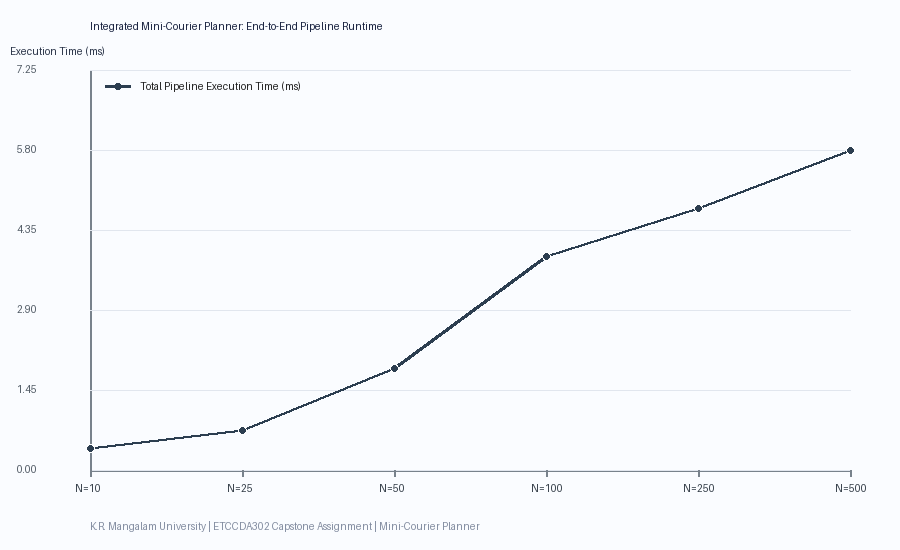 Integrated Mini-Courier Planner: End-to-End Pipeline Runtime
Execution Time (ms)
7.25
Total Pipeline Execution Time (ms)
5.80
4.35
2.90
1.45
0.00
N=10 N=25 N=50 N=100 N=250 N=500
K.R. Mangalam University | ETCCDA302 Capstone Assignment | Mini-Courier Planner